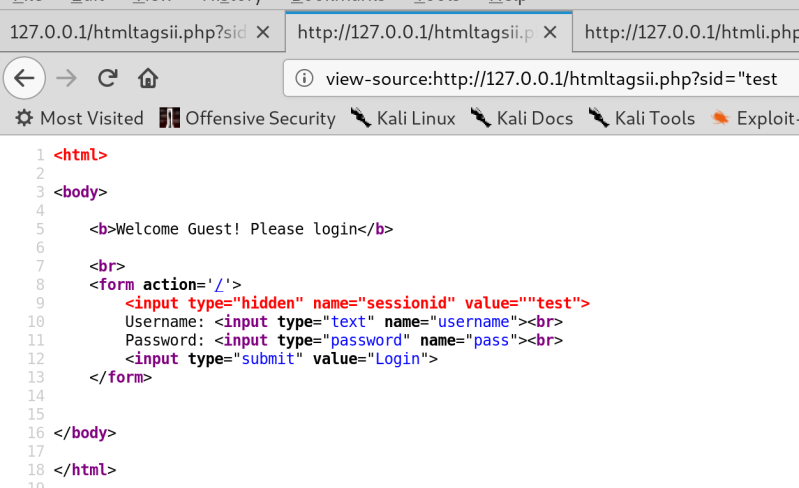 127.0.0.1/htmltagsii.php?sid × http://127.0.0.1/htmltagsii.p × http://127.0.0.1/htmli.php
view-source:http://127.0.0.1/htmltagsii.php?sid="test
Most Visited Offensive Security Kali Linux Kali Docs Kali Tools Exploit-
1 <html>
2
3 <body>
4
5 <b>Welcome Guest! Please login</b>
6
7 <br>
8 <form action='/'>
9 <input type="hidden" name="sessionid" value=""test">
10 Username: <input type="text" name="username"><br>
11 Password: <input type="password" name="pass"><br>
12 <input type="submit" value="Login">
13 </form>
14
15
16 </body>
17
18 </html>
19